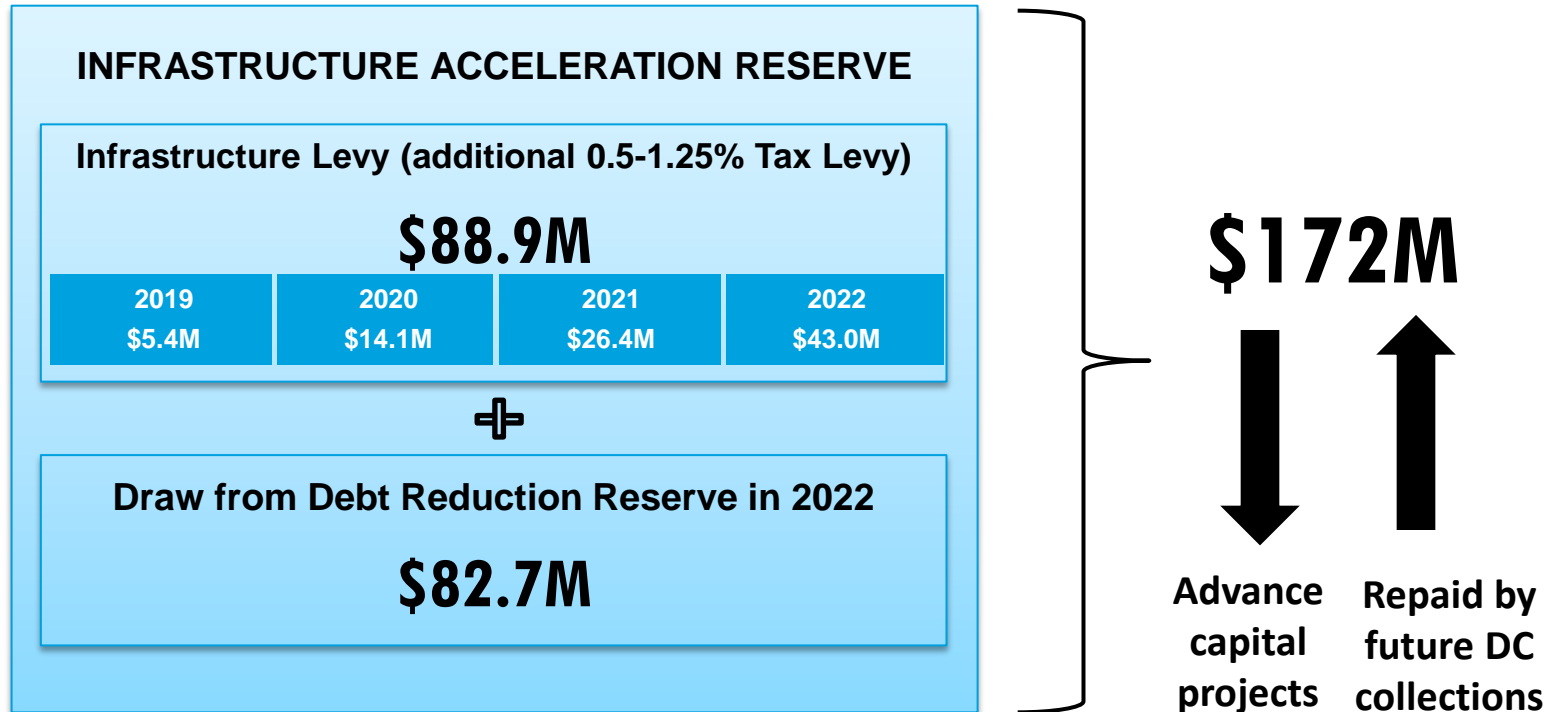 INFRASTRUCTURE ACCELERATION RESERVE
Infrastructure Levy (additional 0.5-1.25% Tax Levy)
$88.9M
2019 2020 2021 2022
$5.4M $14.1M $26.4M $43.0M
Draw from Debt Reduction Reserve in 2022
$82.7M
$172M
Advance
capital
projects
Repaid by
future DC
collections